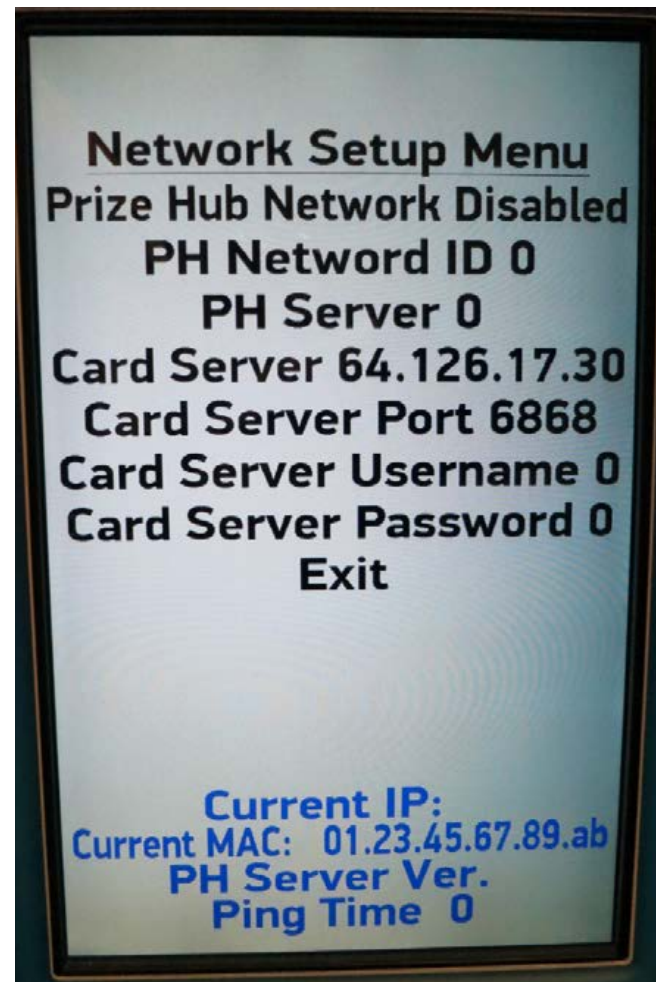 Network Setup Menu
Prize Hub Network Disabled
PH Netword ID 0
PH Server 0
Card Server 64.126.17.30
Card Server Port 6868
Card Server Username 0
Card Server Password 0
Exit
Current IP:
Current MAC: 01.23.45.67.89.ab
PH Server Ver.
Ping Time 0